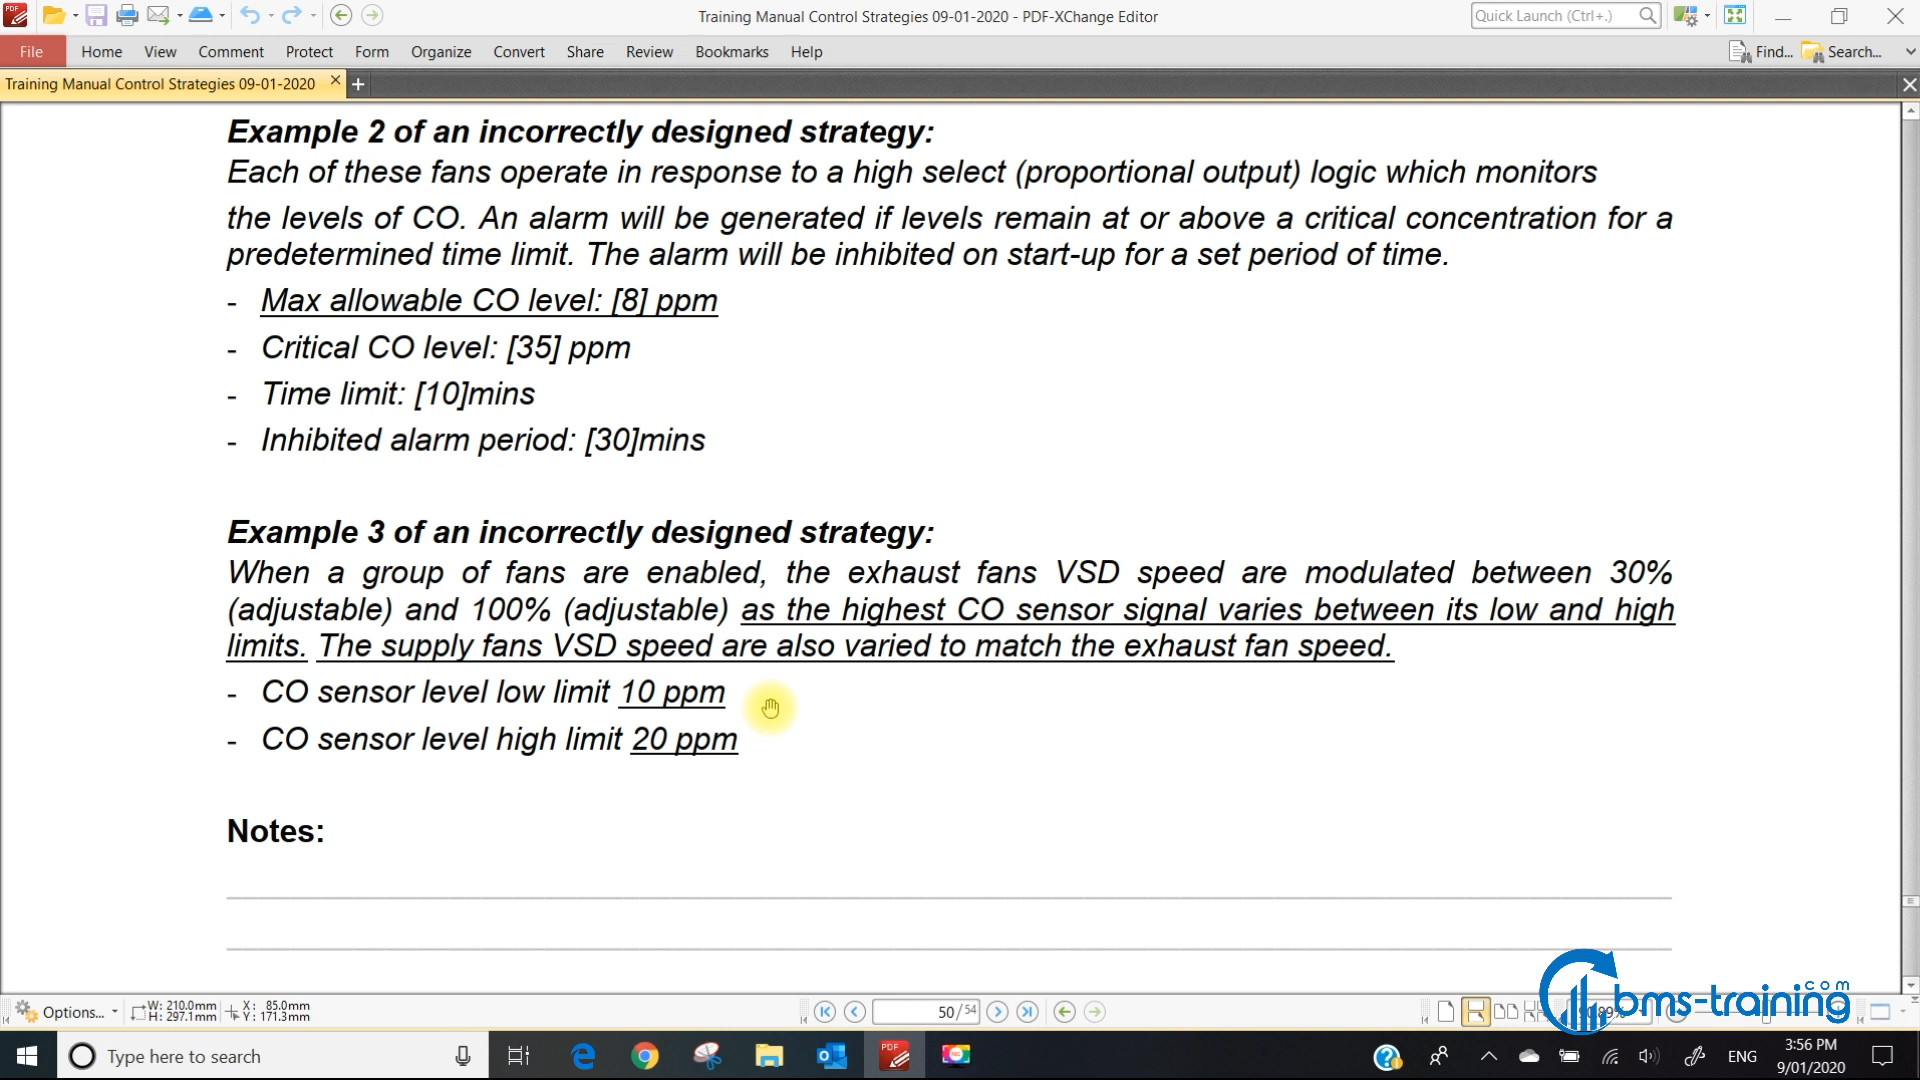 Training Manual Control Strategies 09-01-2020 - PDF-XChange Editor
Quick Launch (Ctrl+.)
File Home View Comment Protect Form Organize Convert Share Review Bookmarks Help
Find... Search...
Training Manual Control Strategies 09-01-2020
Example 2 of an incorrectly designed strategy:
Each of these fans operate in response to a high select (proportional output) logic which monitors
the levels of CO. An alarm will be generated if levels remain at or above a critical concentration for a
predetermined time limit. The alarm will be inhibited on start-up for a set period of time.
- Max allowable CO level: [8] ppm
- Critical CO level: [35] ppm
- Time limit: [10]mins
- Inhibited alarm period: [30]mins
Example 3 of an incorrectly designed strategy:
When a group of fans are enabled, the exhaust fans VSD speed are modulated between 30%
(adjustable) and 100% (adjustable) as the highest CO sensor signal varies between its low and high
limits. The supply fans VSD speed are also varied to match the exhaust fan speed.
- CO sensor level low limit 10 ppm
- CO sensor level high limit 20 ppm
Notes:
Options... W: 210.0mm X: 85.0mm
H: 297.1mm Y: 171.3mm
50/54
bms-training.com
Type here to search
PDF
ENG
3:56 PM
9/01/2020